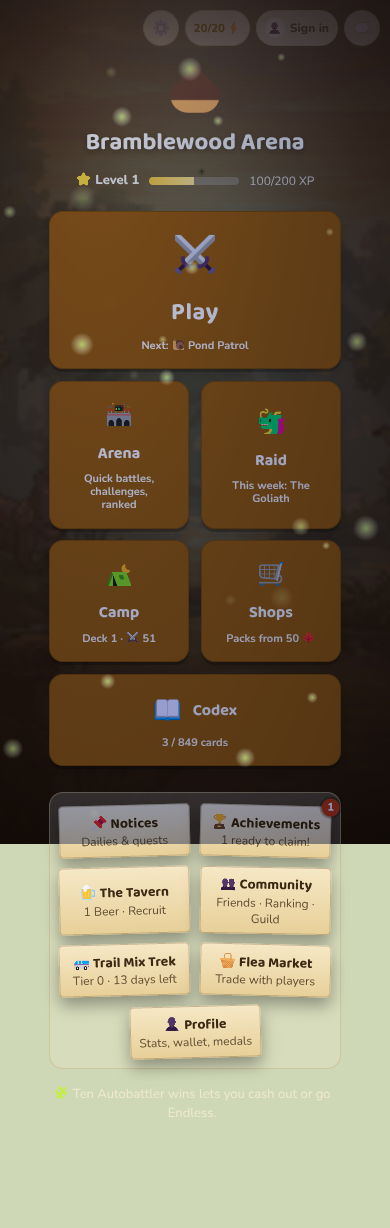 20/20
Sign in
Bramblewood Arena
Level 1
100/200 XP
Play
Next: Pond Patrol
Arena
Quick battles,
challenges,
ranked
Raid
This week: The
Goliath
Camp
Deck 1 · 51
Shops
Packs from 50
Codex
3 / 849 cards
1
Notices
Dailies & quests
Achievements
1 ready to claim!
The Tavern
1 Beer · Recruit
Community
Friends · Ranking ·
Guild
Trail Mix Trek
Tier 0 · 13 days left
Flea Market
Trade with players
Profile
Stats, wallet, medals
Ten Autobattler wins lets you cash out or go
Endless.